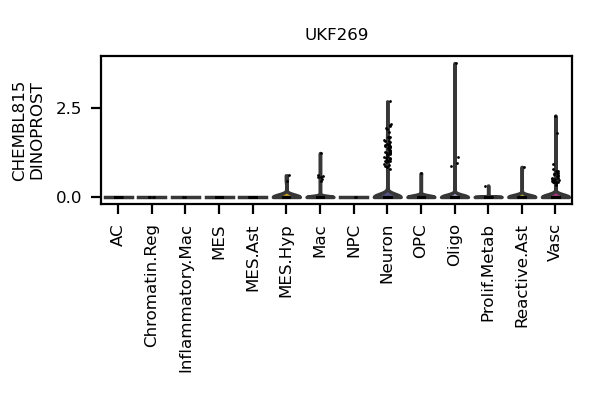 UKF269
CHEMBL815
DINOPROST
2.5
0.0
AC
Chromatin.Reg
Inflammatory.Mac
MES
MES.Ast
MES.Hyp
Mac
NPC
Neuron
OPC
Oligo
Prolif.Metab
Reactive.Ast
Vasc